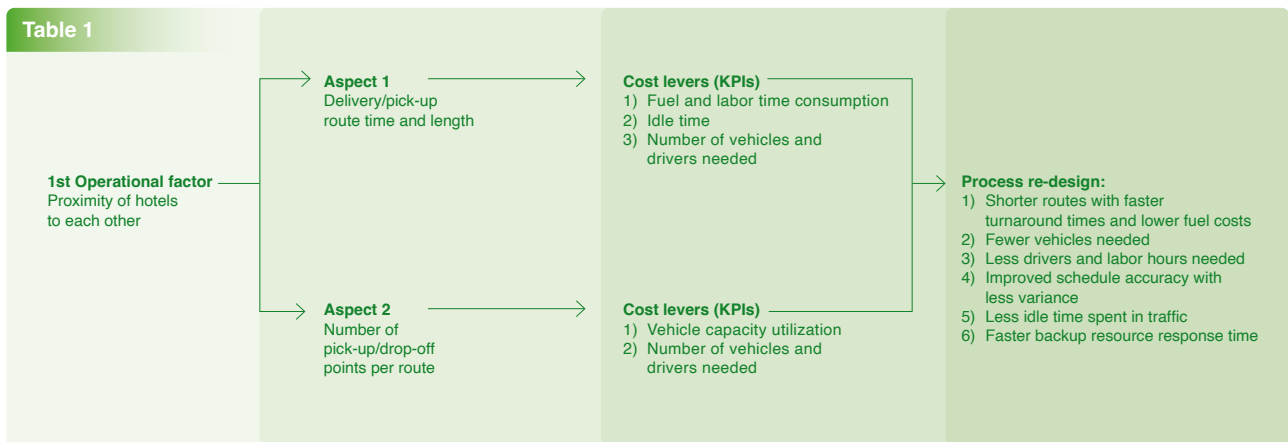 Table 1
1st Operational factor
Proximity of hotels
to each other
Aspect 1
Delivery/pick-up
route time and length
Cost levers (KPIs)
1) Fuel and labor time consumption
2) Idle time
3) Number of vehicles and
drivers needed
Aspect 2
Number of
pick-up/drop-off
points per route
Cost levers (KPIs)
1) Vehicle capacity utilization
2) Number of vehicles and
drivers needed
Process re-design:
1) Shorter routes with faster
turnaround times and lower fuel costs
2) Fewer vehicles needed
3) Less drivers and labor hours needed
4) Improved schedule accuracy with
less variance
5) Less idle time spent in traffic
6) Faster backup resource response time